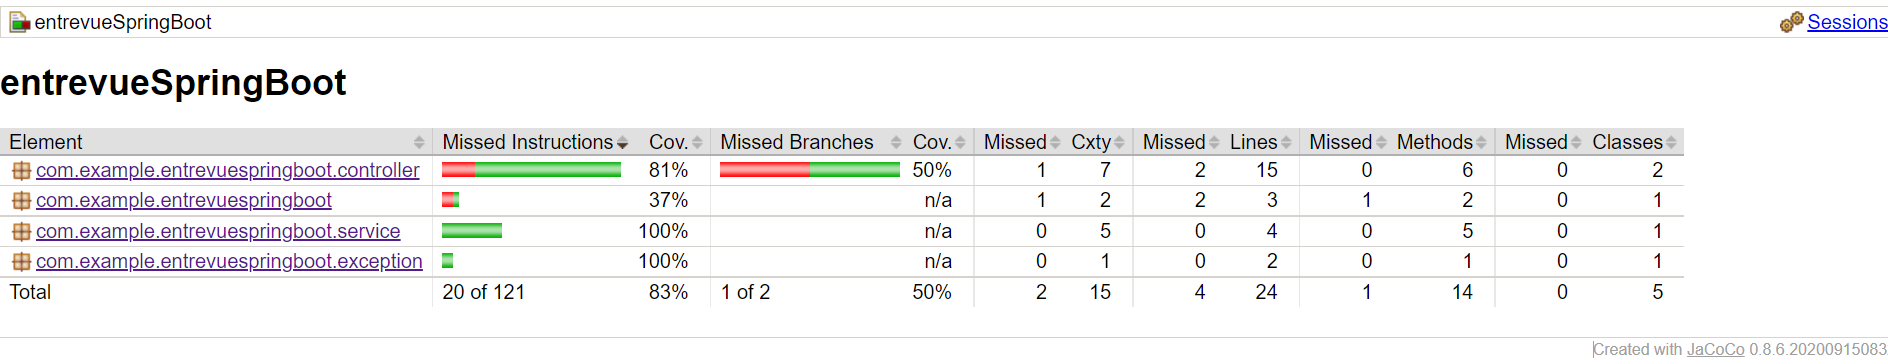 entrevueSpringBoot Sessions
entrevueSpringBoot
Element Missed Instructions Cov. Missed Branches Cov. Missed Cxty Missed Lines Missed Methods Missed Classes
com.example.entrevuespringboot.controller 81% 50% 1 7 2 15 0 6 0 2
com.example.entrevuespringboot 37% n/a 1 2 2 3 1 2 0 1
com.example.entrevuespringboot.service 100% n/a 0 5 0 4 0 5 0 1
com.example.entrevuespringboot.exception 100% n/a 0 1 0 2 0 1 0 1
Total 20 of 121 83% 1 of 2 50% 2 15 4 24 1 14 0 5
Created with JaCoCo 0.8.6.20200915083